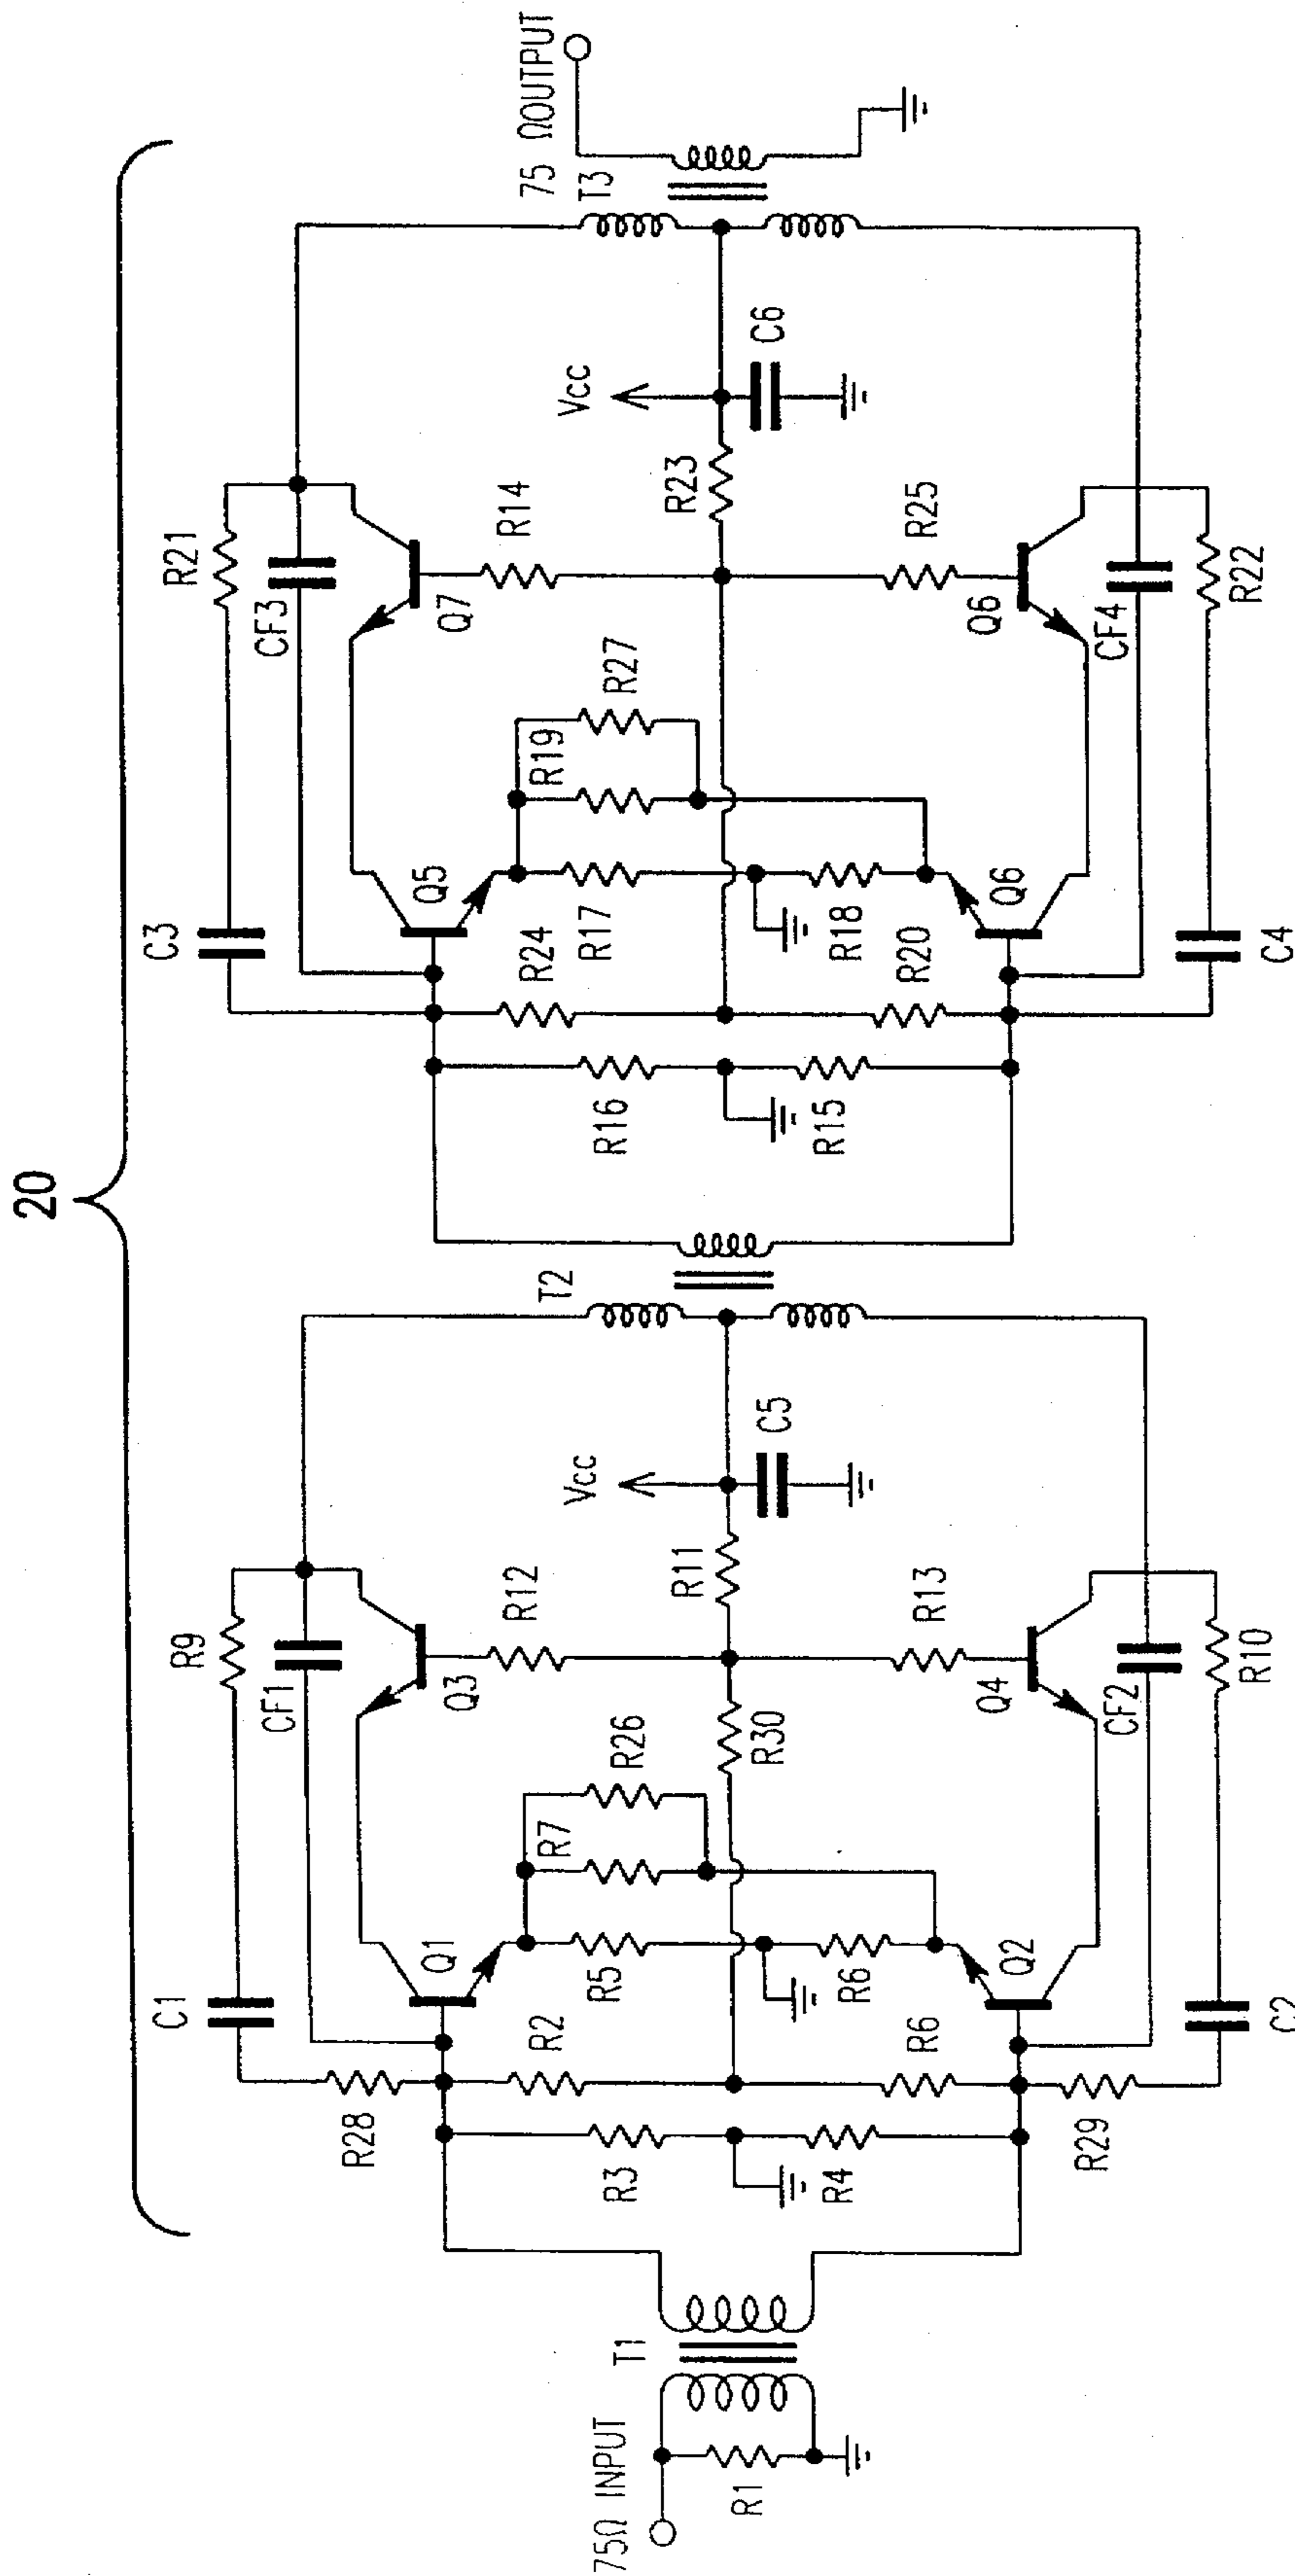 20
75Ω INPUT
R1
T1
C1
R9
CF1
R28
Q1
Q3
R12
R2
R3
R5
R7
R26
R30
R11
Vcc
C5
T2
R4
R6
R6
Q2
Q4
R13
CF2
R29
C2
R10
C3
R21
CF3
Q5
Q7
R14
R24
R16
R17
R19
R27
R23
Vcc
C6
T3
75 ΩOUTPUT
R15
R20
R18
Q6
Q6
R25
CF4
C4
R22